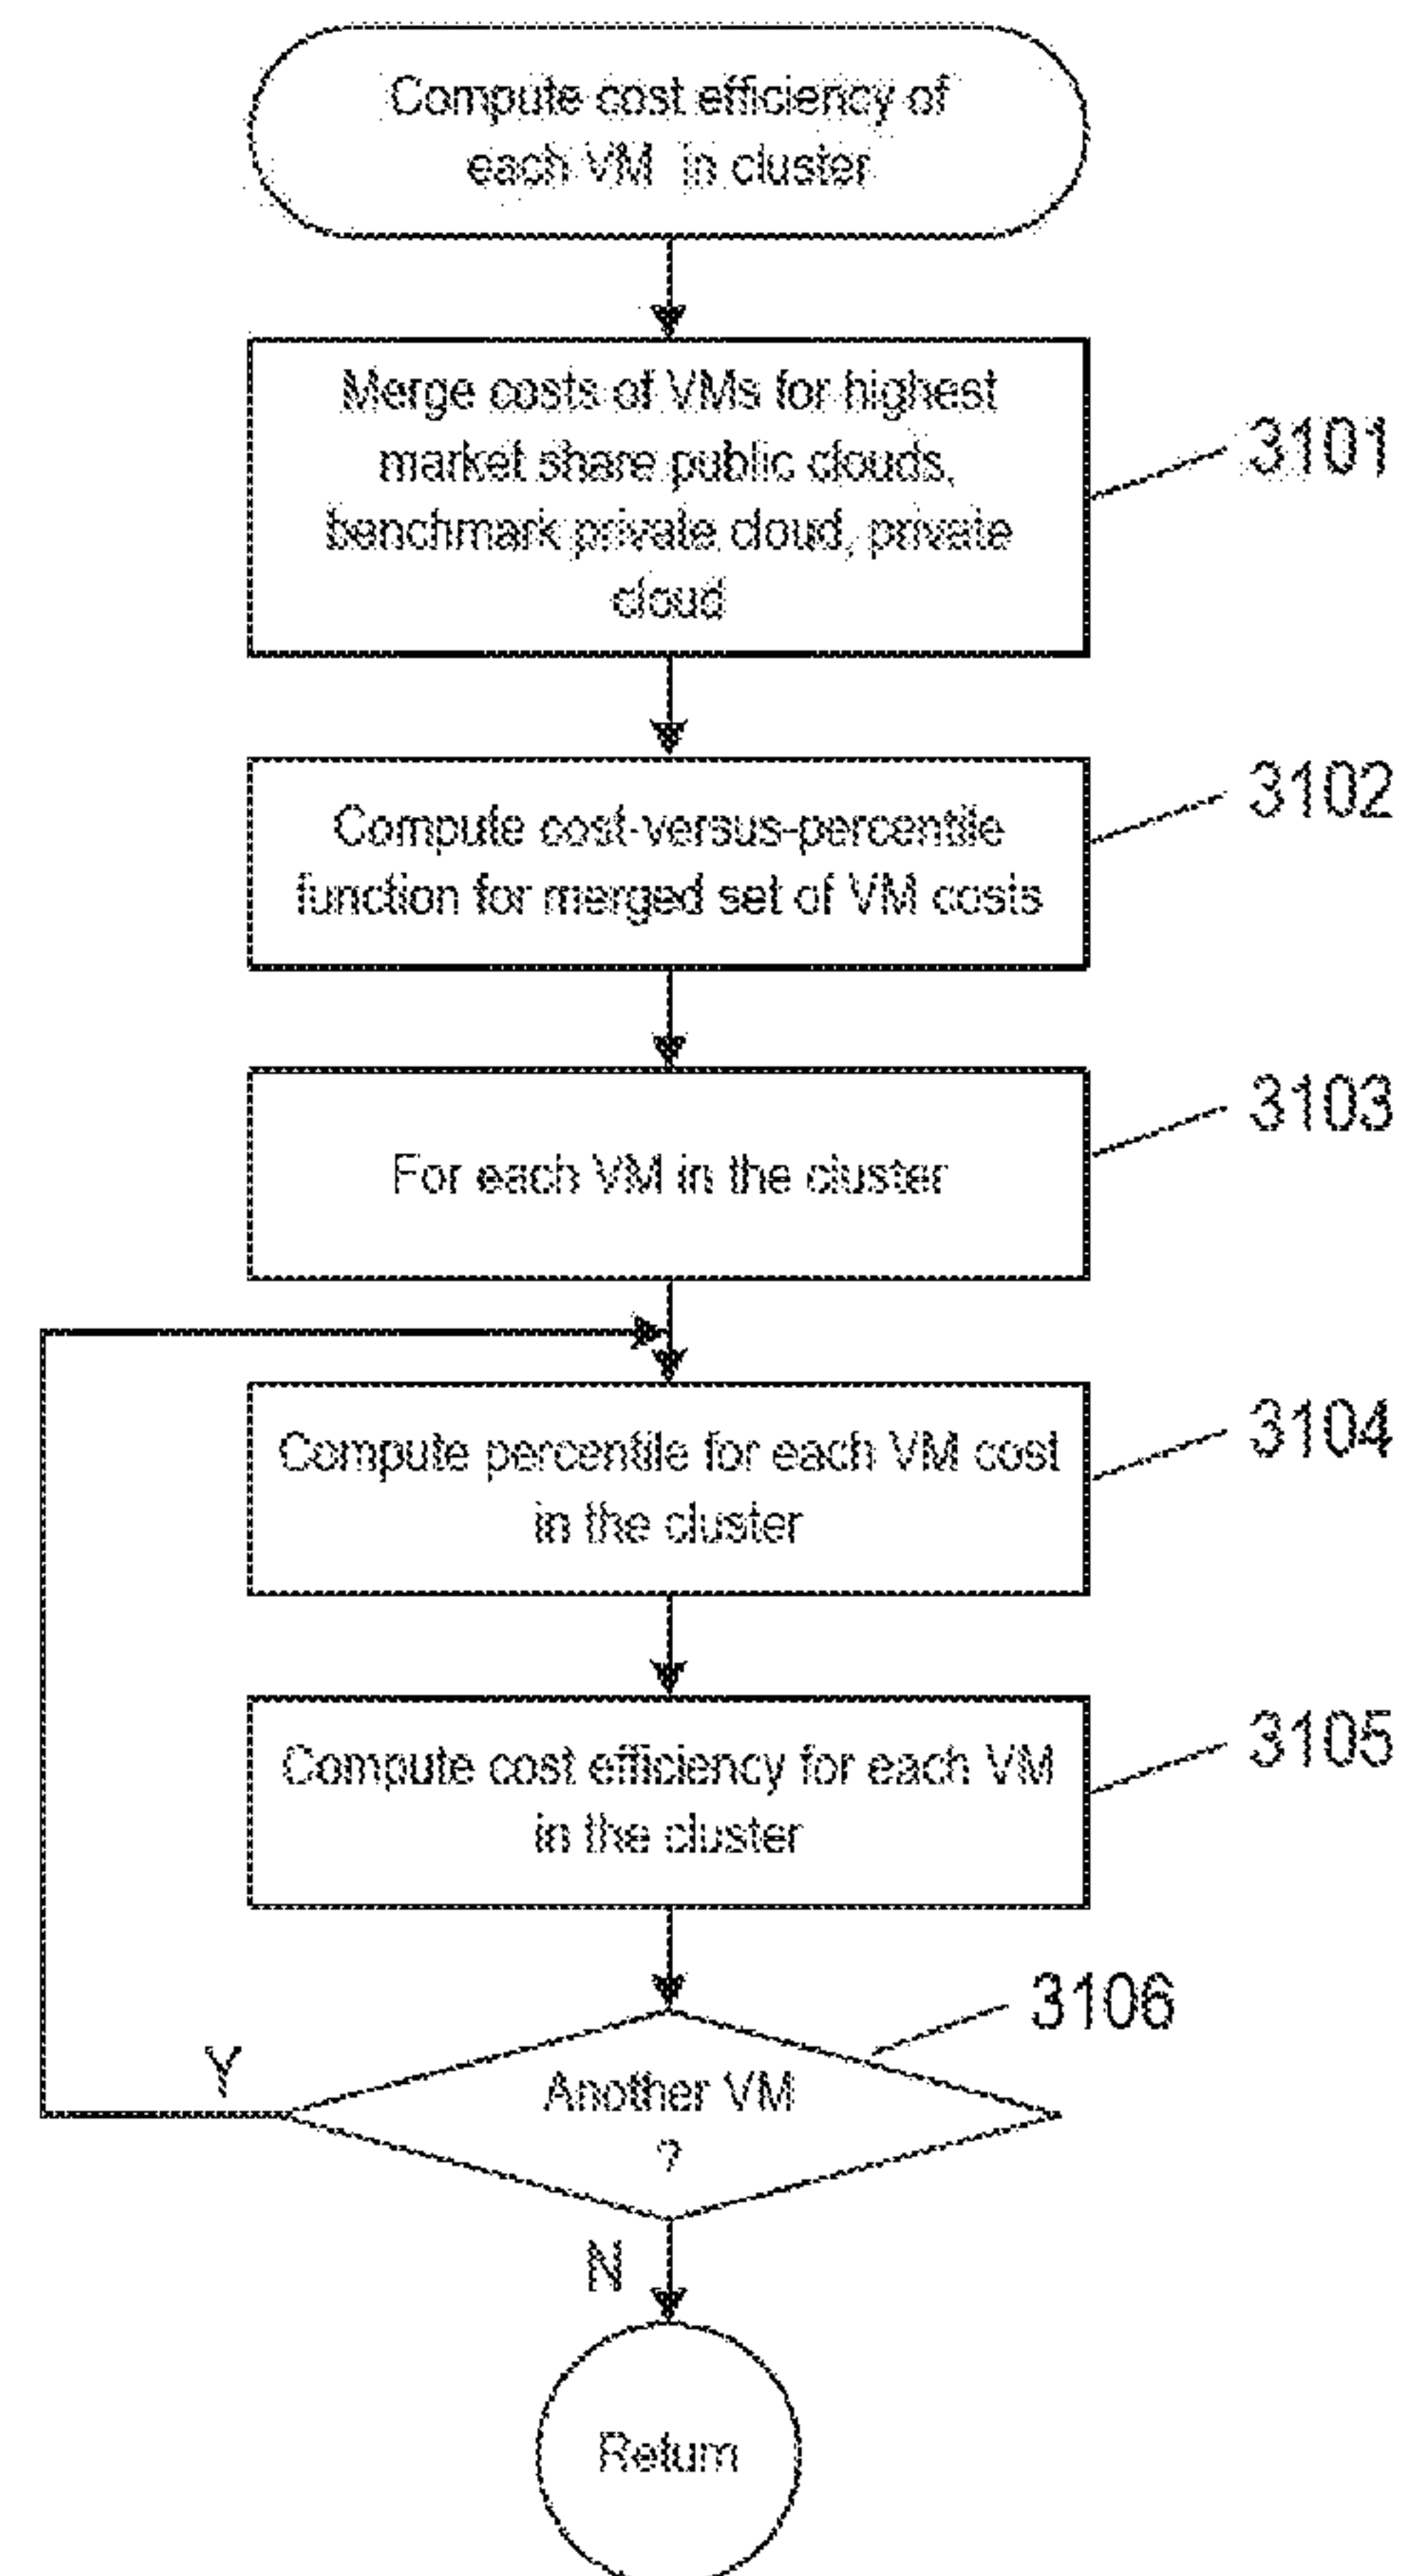 Compute cost efficiency of
each VM in cluster
Merge costs of VMs for highest
market share public clouds,
benchmark private cloud, private
cloud
3101
Compute cost-versus-percentile
function for merged set of VM costs
3102
For each VM in the cluster
3103
Compute percentile for each VM cost
in the cluster
3104
Compute cost efficiency for each VM
in the cluster
3105
Another VM
?
3106
Y
N
Return